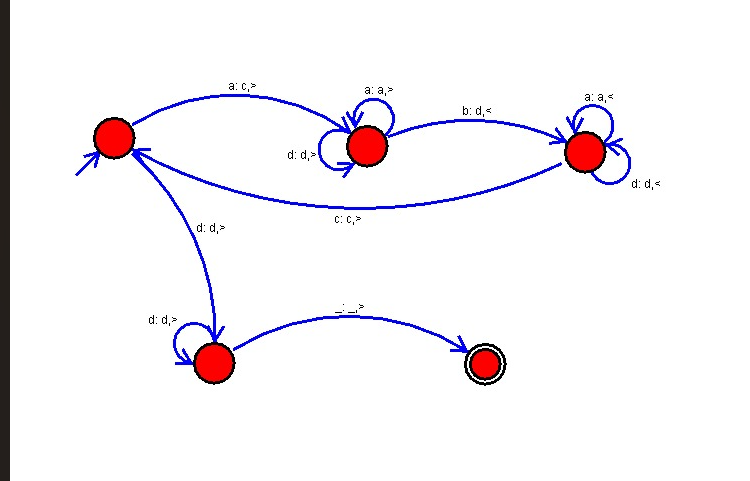 a: c,>
a: a,>
b: d,<
a: a,<
d: d,>
d: d,<
c: c,>
d: d,>
d: d,>
_: _,>